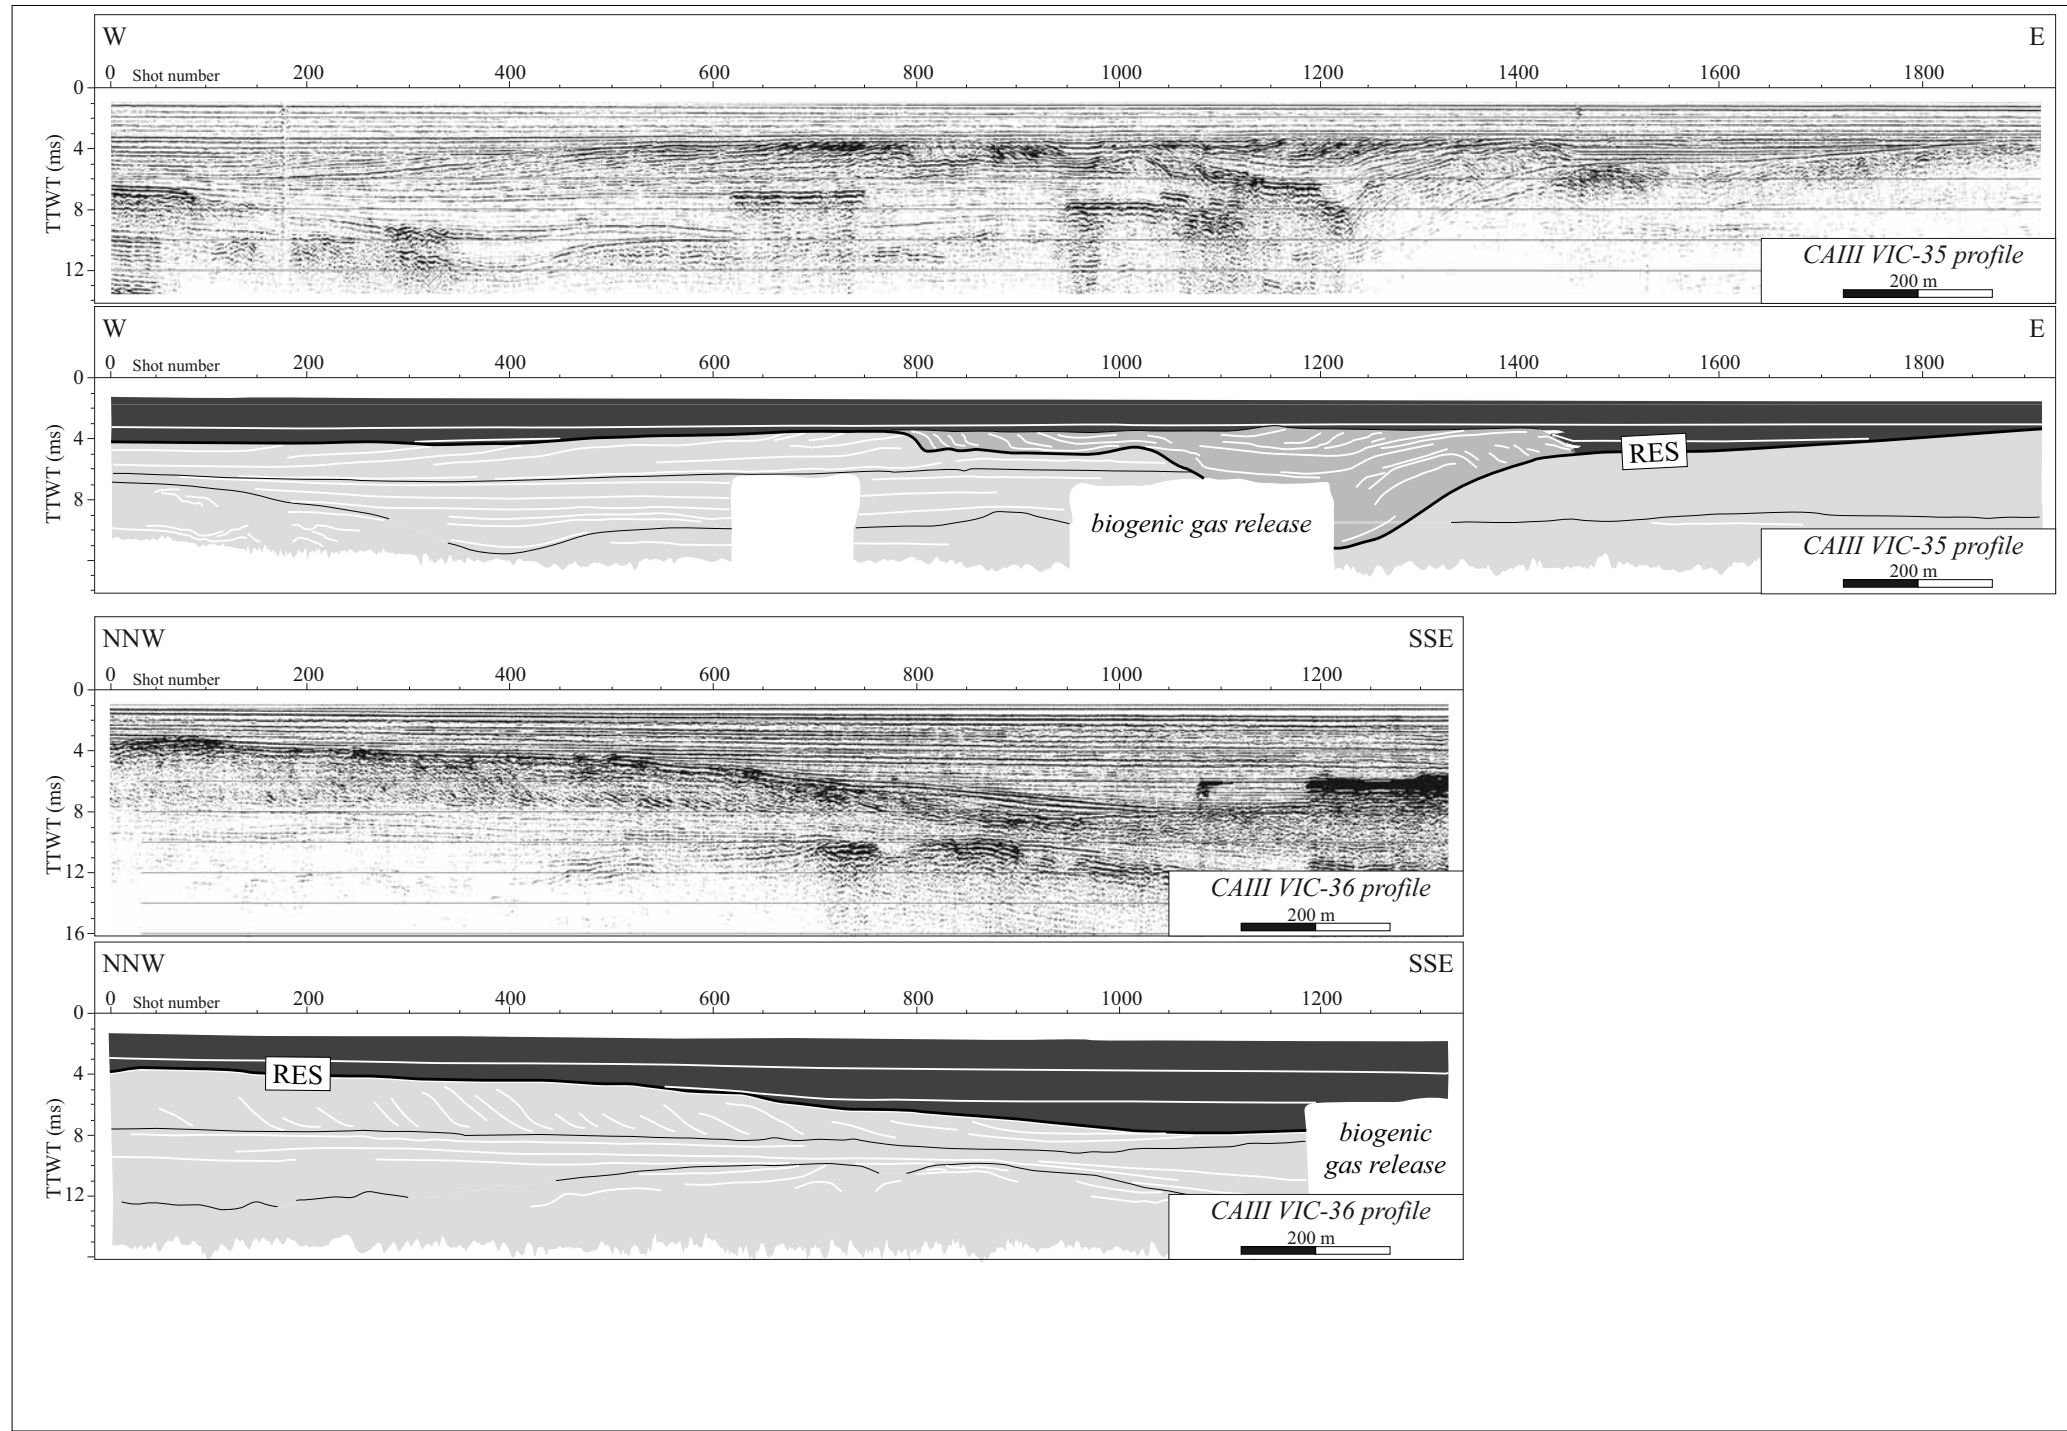 W E
0 Shot number 200 400 600 800 1000 1200 1400 1600 1800
0
4
8
12
TTWT (ms)
CAIII VIC-35 profile
200 m
W E
0 Shot number 200 400 600 800 1000 1200 1400 1600 1800
0
4
8
TTWT (ms)
RES
biogenic gas release
CAIII VIC-35 profile
200 m
NNW SSE
0 Shot number 200 400 600 800 1000 1200
0
4
8
12
16
TTWT (ms)
CAIII VIC-36 profile
200 m
NNW SSE
0 Shot number 200 400 600 800 1000 1200
0
4
8
12
TTWT (ms)
RES
biogenic
gas release
CAIII VIC-36 profile
200 m